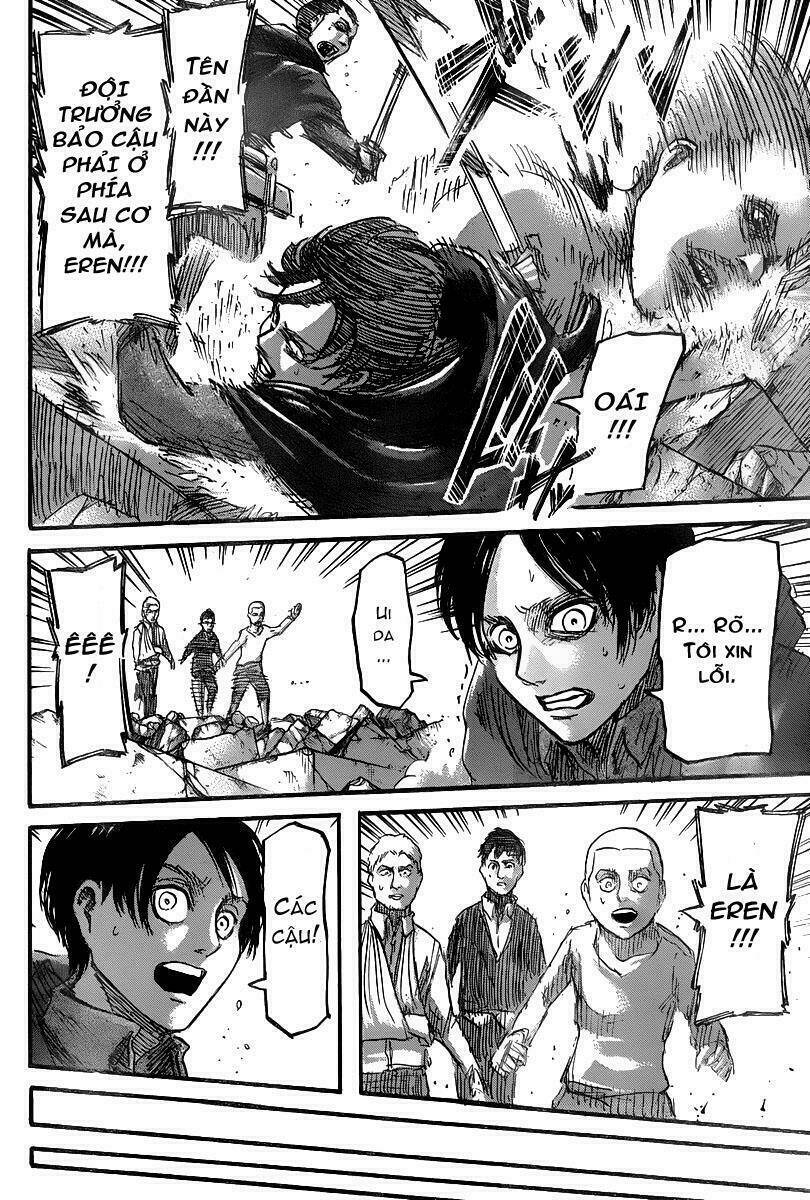 TÊN
ĐẦN
NÀY
!!!
ĐỘI
TRƯỞNG
BẢO CẬU
PHẢI Ở
PHÍA
SAU CƠ
MÀ,
EREN!!!
OÁI
!!!
R... RÕ...
TÔI XIN
LỖI.
UI
DA
...
ÊÊÊ
!
LÀ
EREN
!!!
CÁC
CẬU!